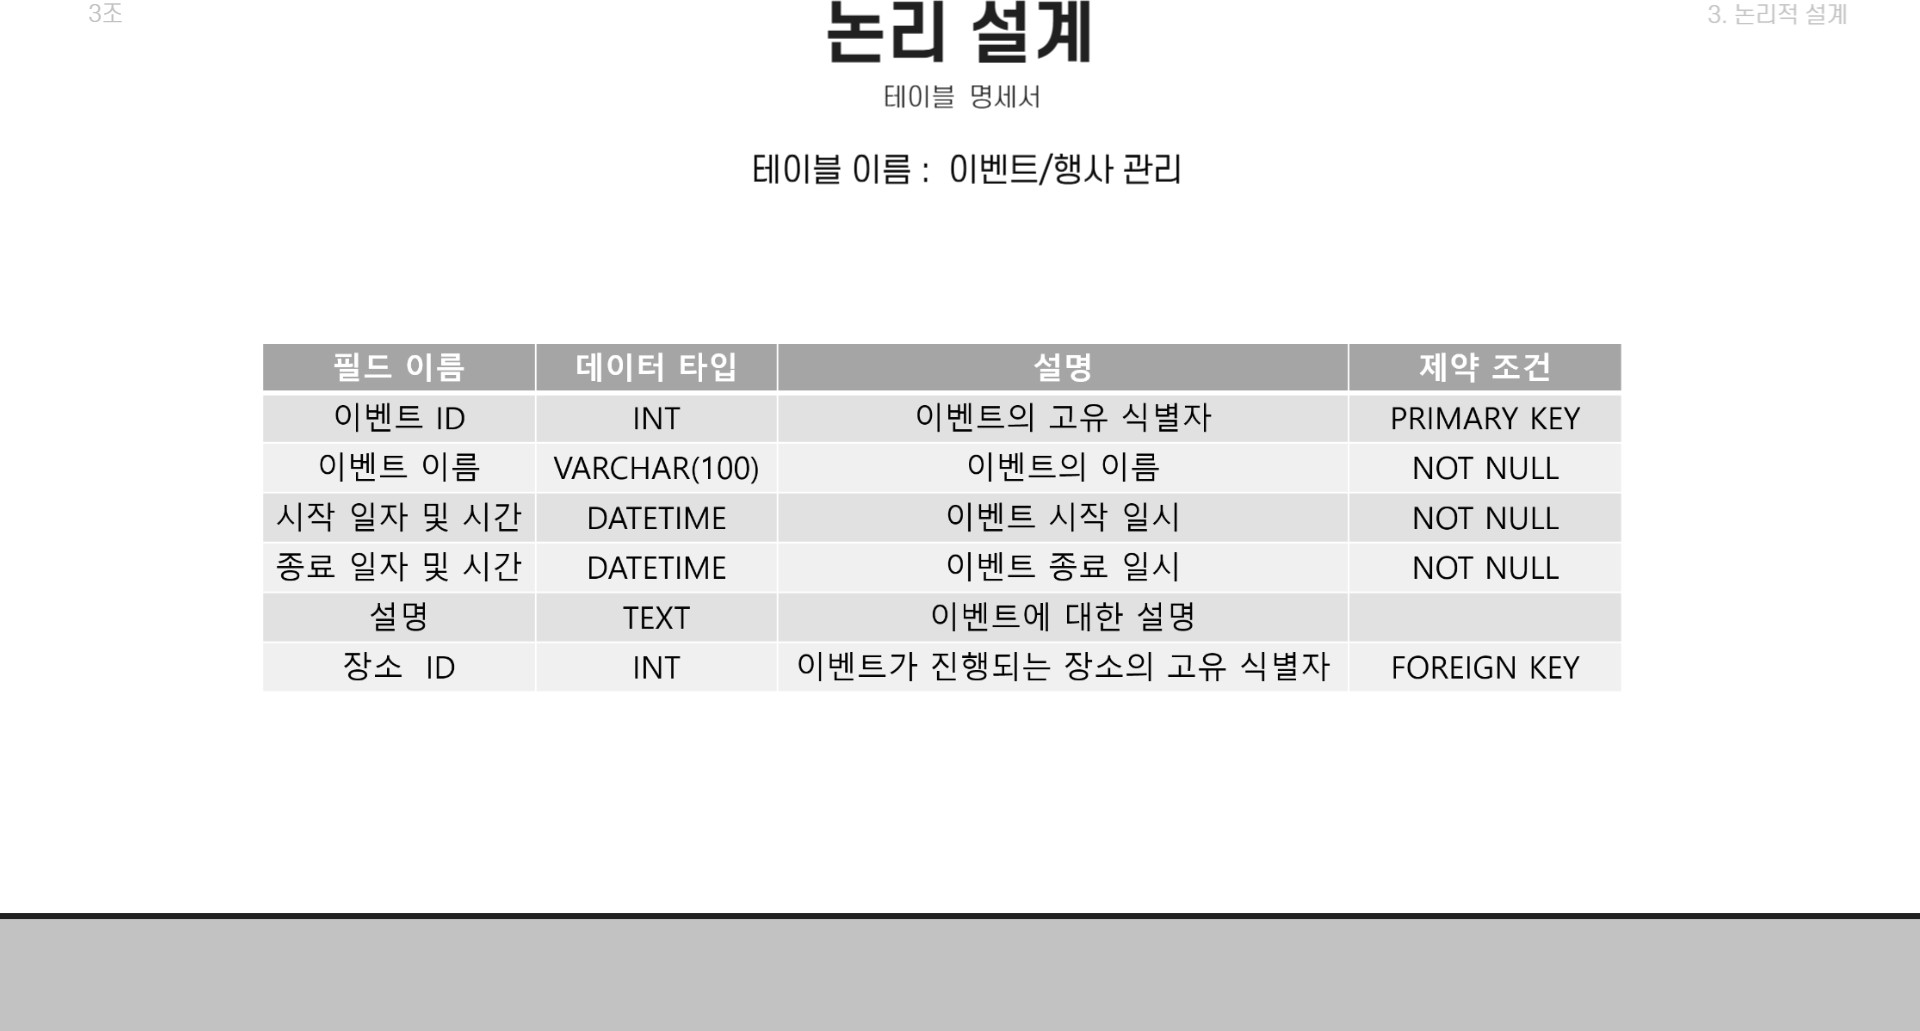 3조
3. 논리적 설계
논리 설계
테이블 명세서
테이블 이름 : 이벤트/행사 관리
필드 이름 데이터 타입 설명 제약 조건
이벤트 ID INT 이벤트의 고유 식별자 PRIMARY KEY
이벤트 이름 VARCHAR(100) 이벤트의 이름 NOT NULL
시작 일자 및 시간 DATETIME 이벤트 시작 일시 NOT NULL
종료 일자 및 시간 DATETIME 이벤트 종료 일시 NOT NULL
설명 TEXT 이벤트에 대한 설명
장소 ID INT 이벤트가 진행되는 장소의 고유 식별자 FOREIGN KEY